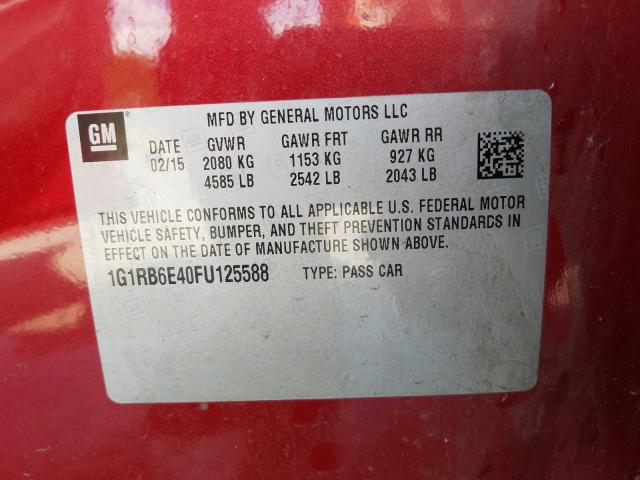 GM
MFD BY GENERAL MOTORS LLC
DATE GVWR GAWR FRT GAWR RR
02/15 2080 KG 1153 KG 927 KG
4585 LB 2542 LB 2043 LB
THIS VEHICLE CONFORMS TO ALL APPLICABLE U.S. FEDERAL MOTOR
VEHICLE SAFETY, BUMPER, AND THEFT PREVENTION STANDARDS IN
EFFECT ON THE DATE OF MANUFACTURE SHOWN ABOVE.
1G1RB6E40FU125588 TYPE: PASS CAR